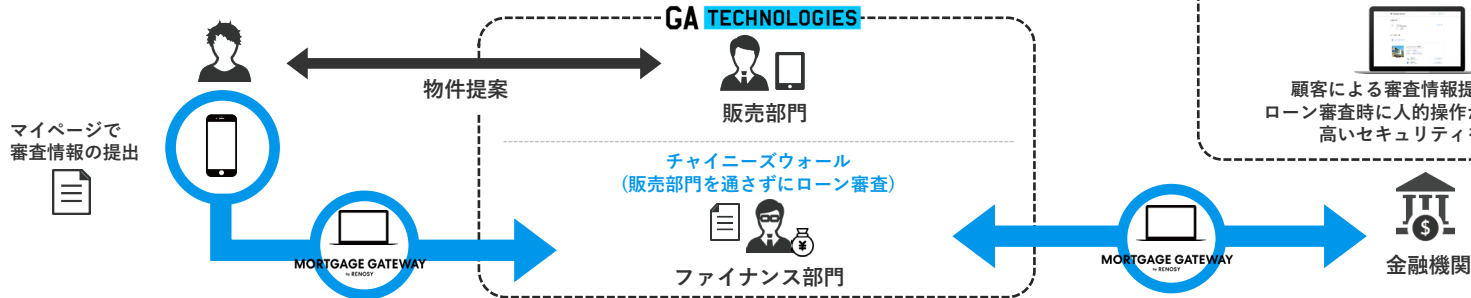 GA TECHNOLOGIES
物件提案
販売部門
マイページで
審査情報の提出
チャイニーズウォール
(販売部門を通さずにローン審査)
MORTGAGE GATEWAY
by RENOSY
ファイナンス部門
MORTGAGE GATEWAY
by RENOSY
金融機関
顧客による審査情報提
ローン審査時に人的操作が
高いセキュリティ